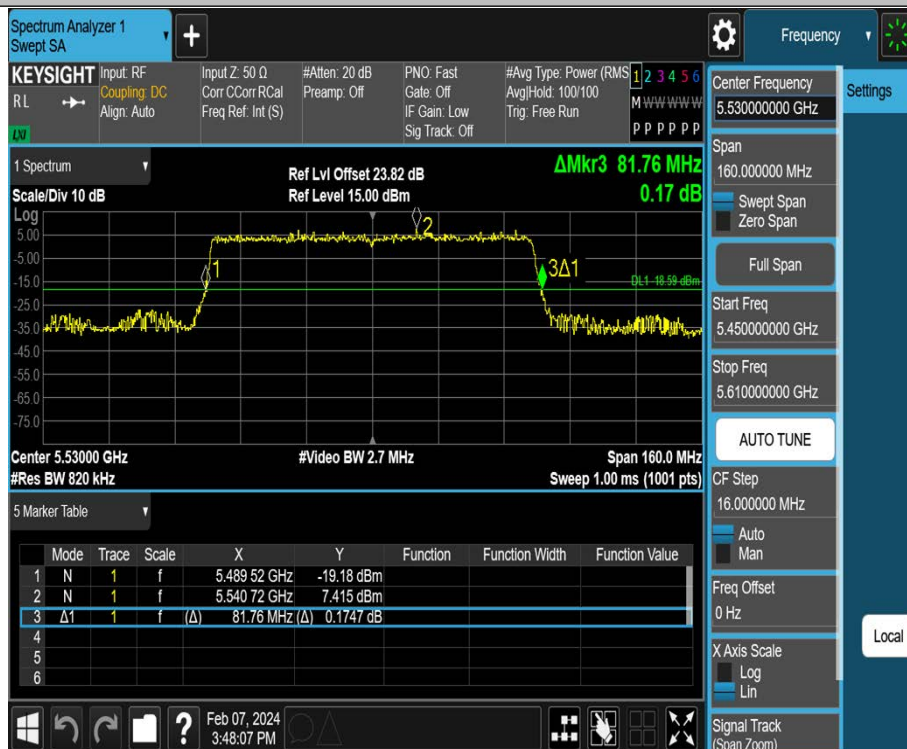 Spectrum Analyzer 1
Swept SA
+
Frequency
KEYSIGHT
RL
LXI
Input: RF
Coupling: DC
Align: Auto
Input Z: 50 Ω
Corr CCorr RCal
Freq Ref: Int (S)
#Atten: 20 dB
Preamp: Off
PNO: Fast
Gate: Off
IF Gain: Low
Sig Track: Off
#Avg Type: Power (RMS
Avg|Hold: 100/100
Trig: Free Run
1 2 3 4 5 6
M W W W W W
P P P P P P
1 Spectrum
Scale/Div 10 dB
Ref Lvl Offset 23.82 dB
Ref Level 15.00 dBm
ΔMkr3 81.76 MHz
0.17 dB
Log
5.00
-5.00
-15.0
-25.0
-35.0
-45.0
-55.0
-65.0
-75.0
1
2
3Δ1
DL1 -18.59 dBm
Center 5.53000 GHz
#Res BW 820 kHz
#Video BW 2.7 MHz
Span 160.0 MHz
Sweep 1.00 ms (1001 pts)
5 Marker Table
Mode Trace Scale X Y Function Function Width Function Value
1 N 1 f 5.489 52 GHz -19.18 dBm
2 N 1 f 5.540 72 GHz 7.415 dBm
3 Δ1 1 f (Δ) 81.76 MHz (Δ) 0.1747 dB
4
5
6
?
Feb 07, 2024
3:48:07 PM
Center Frequency
5.530000000 GHz
Span
160.000000 MHz
Swept Span
Zero Span
Full Span
Start Freq
5.450000000 GHz
Stop Freq
5.610000000 GHz
AUTO TUNE
CF Step
16.000000 MHz
Auto
Man
Freq Offset
0 Hz
X Axis Scale
Log
Lin
Signal Track
(Span Zoom)
Settings
Local